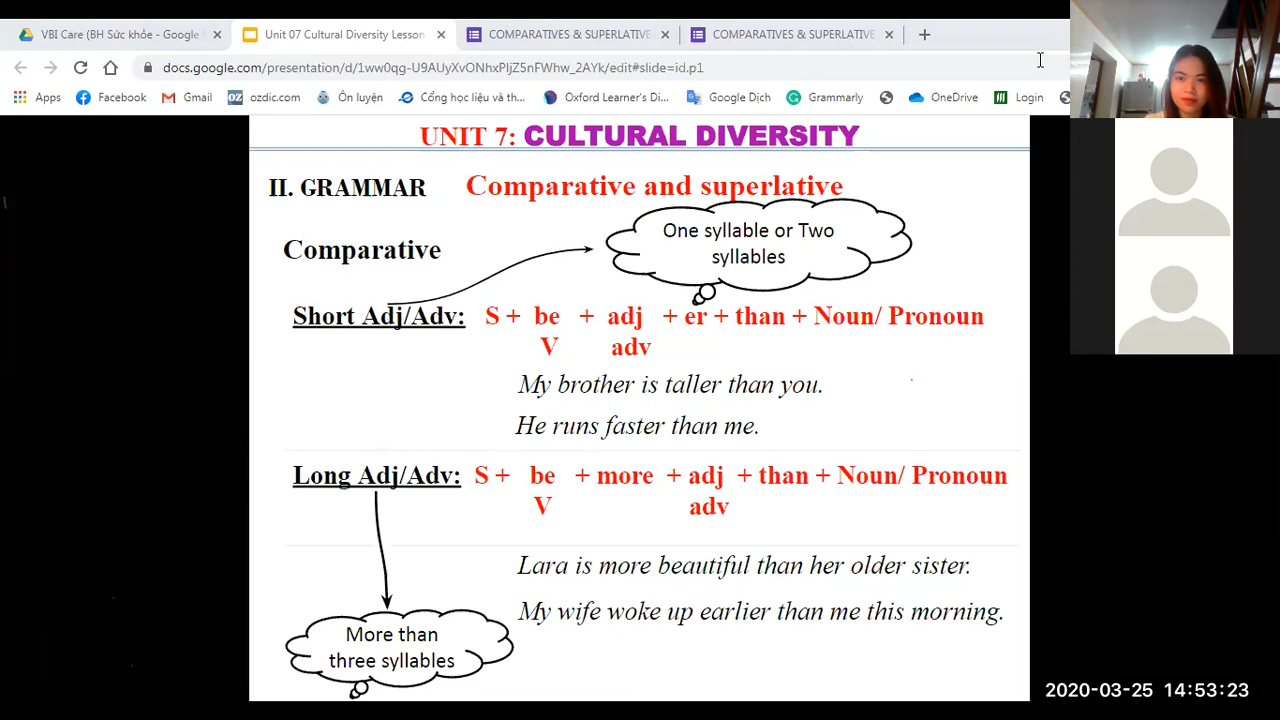 VBI Care (BH Sức khỏe - Google
Unit 07 Cultural Diversity Lesson
COMPARATIVES & SUPERLATIVE
COMPARATIVES & SUPERLATIVE
docs.google.com/presentation/d/1ww0qg-U9AUyXvONhxPljZ5nFWhw_2AYk/edit#slide=id.p1
Apps
Facebook
Gmail
OZ ozdic.com
Ôn luyện
Cổng học liệu và th...
Oxford Learner's Di...
Google Dịch
Grammarly
OneDrive
Login
UNIT 7: CULTURAL DIVERSITY
II. GRAMMAR Comparative and superlative
One syllable or Two
syllables
Comparative
Short Adj/Adv: S + be + adj + er + than + Noun/ Pronoun
V adv
My brother is taller than you.
He runs faster than me.
Long Adj/Adv: S + be + more + adj + than + Noun/ Pronoun
V adv
Lara is more beautiful than her older sister.
My wife woke up earlier than me this morning.
More than
three syllables
2020-03-25 14:53:23